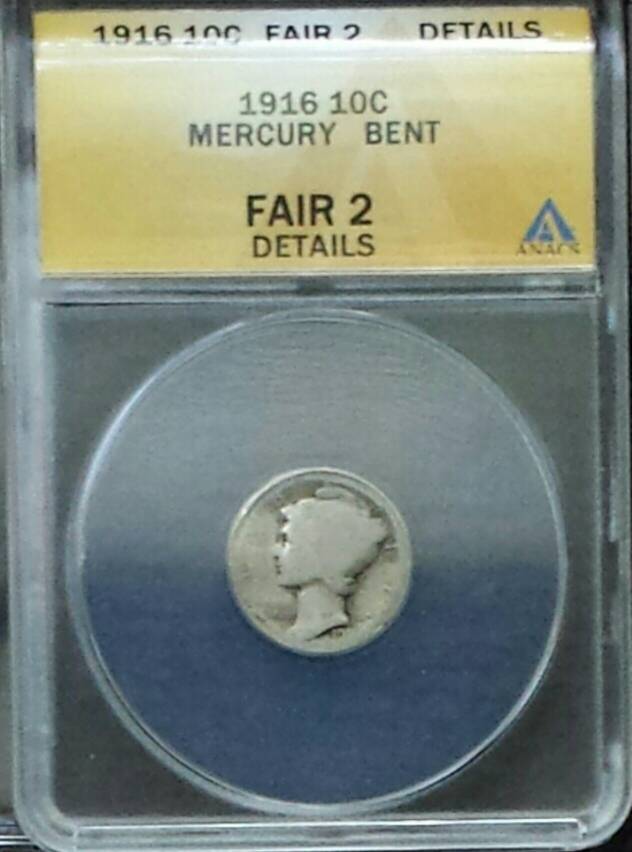 1916 10C FAIR 2 DETAILS
1916 10C
MERCURY BENT
FAIR 2
DETAILS
ANACS